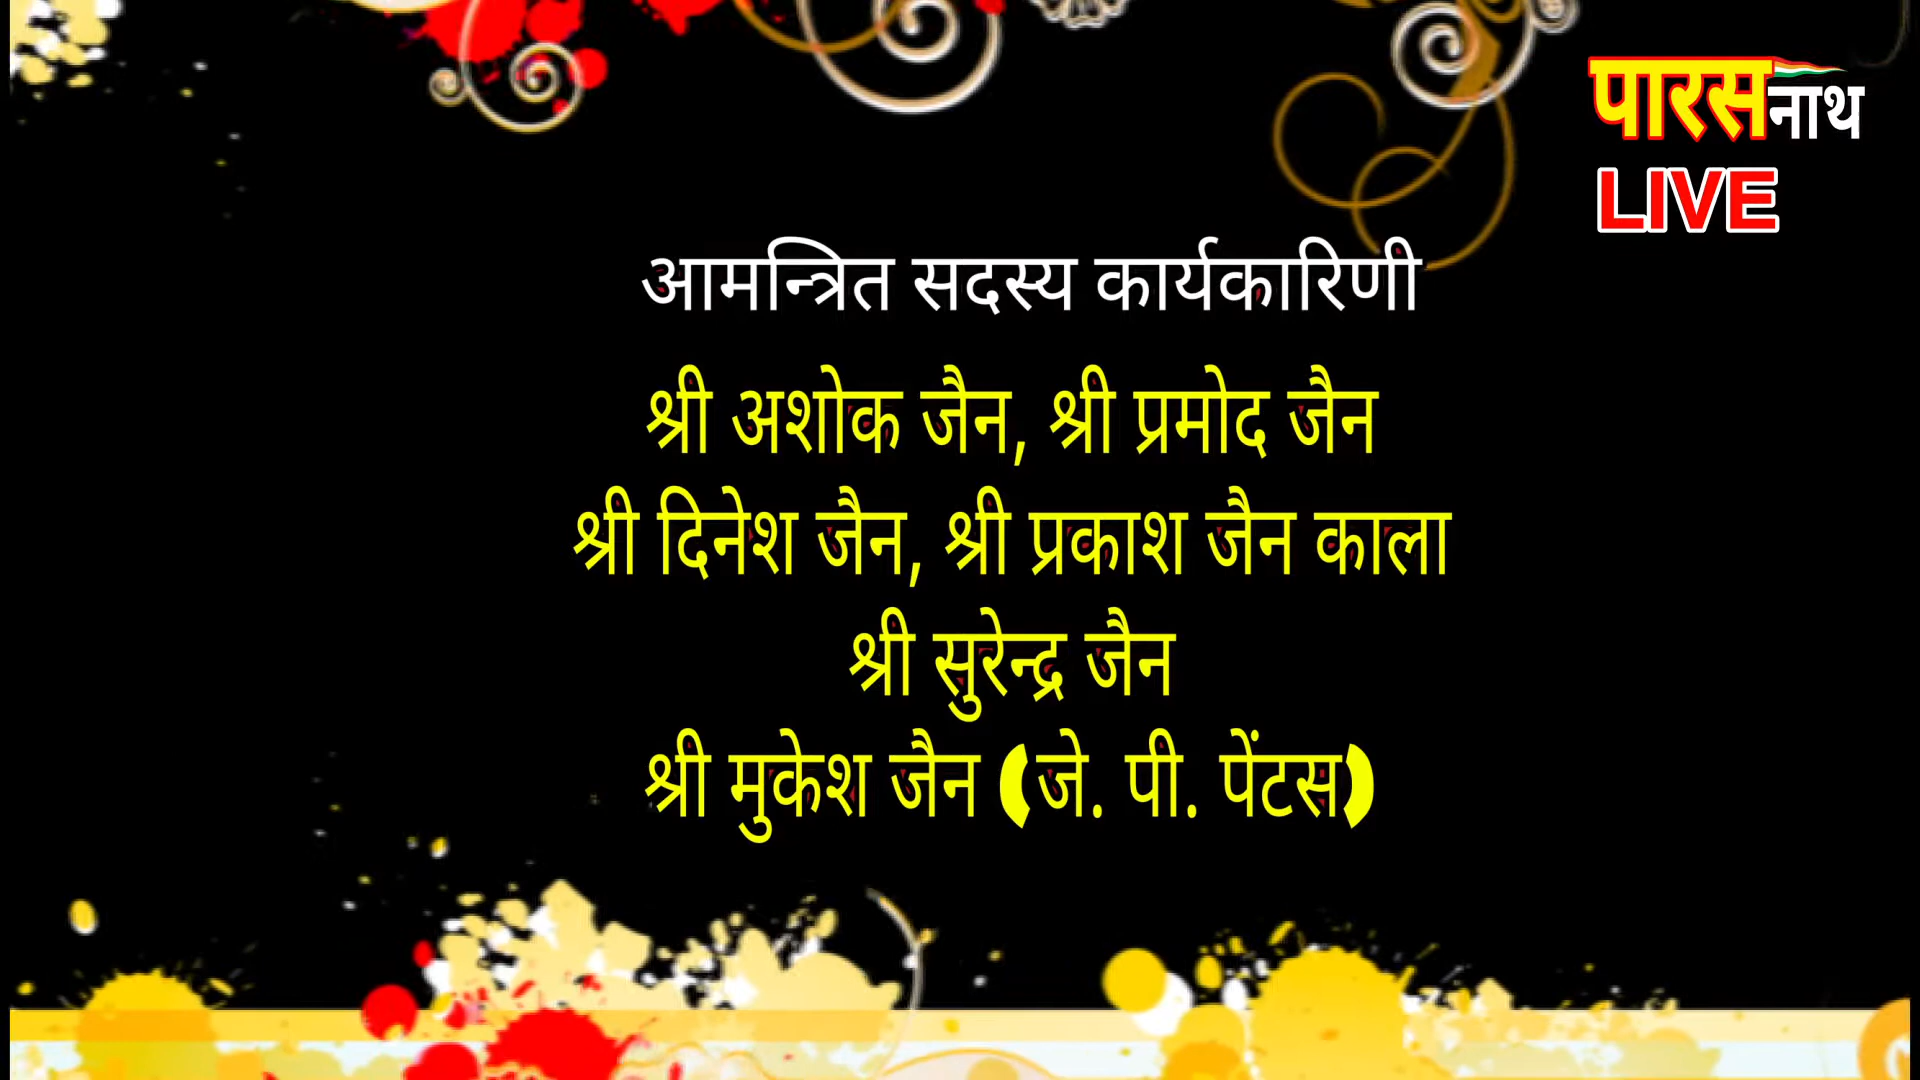 पारसनाथ
LIVE
आमन्त्रित सदस्य कार्यकारिणी
श्री अशोक जैन, श्री प्रमोद जैन
श्री दिनेश जैन, श्री प्रकाश जैन काला
श्री सुरेन्द्र जैन
श्री मुकेश जैन (जे. पी. पेंटस)